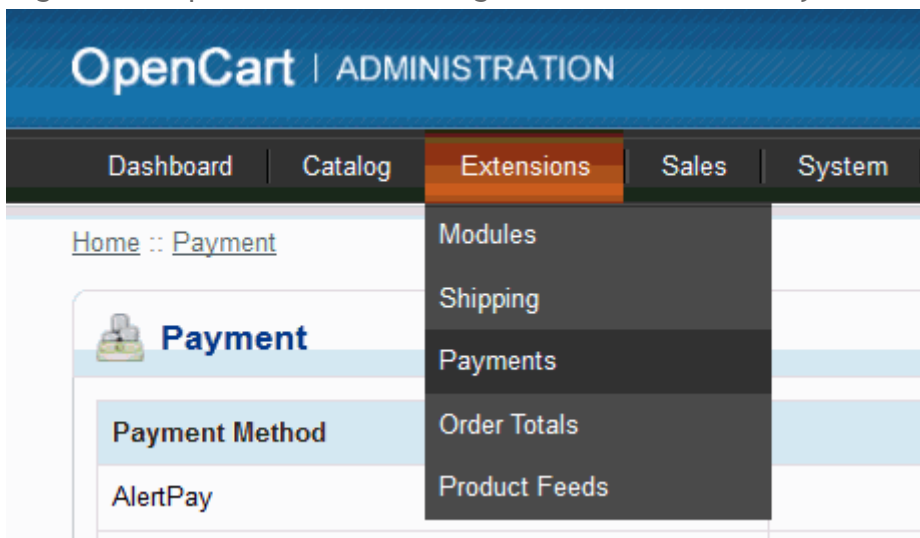 OpenCart | ADMINISTRATION
Dashboard Catalog Extensions Sales System
Home :: Payment
Modules
Shipping
Payment
Payments
Payment Method
Order Totals
AlertPay
Product Feeds